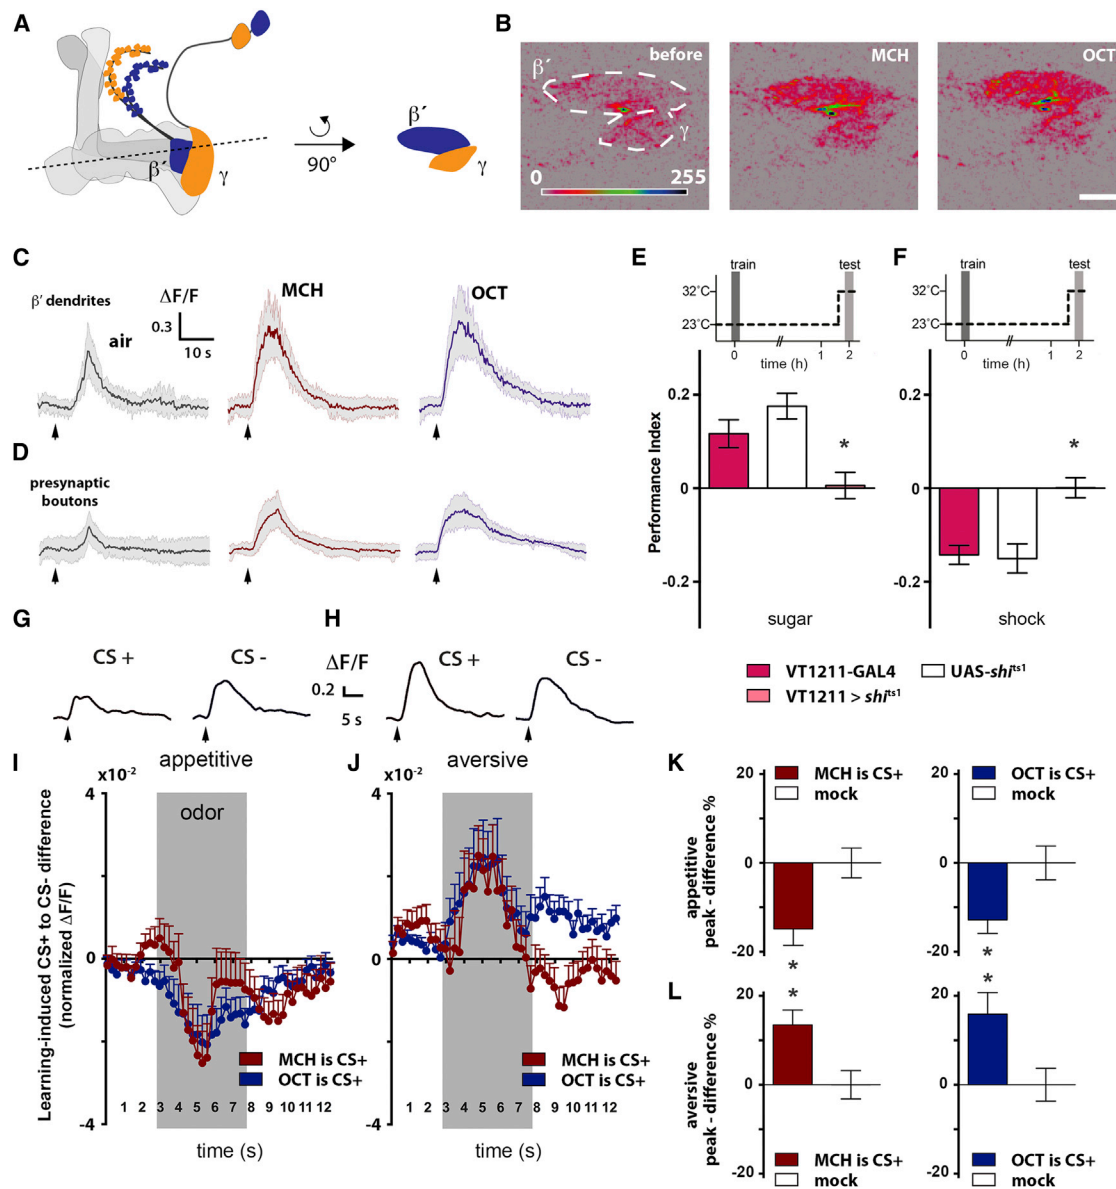 A
β´
γ
90°
β´
γ
B
before
MCH
OCT
β´
γ
0
255
C
β' dendrites
air
ΔF/F
0.3
10 s
MCH
OCT
D
presynaptic
boutons
E
train
test
32°C
23°C
0
1
2
time (h)
0.2
0
-0.2
Performance Index
*
sugar
F
train
test
32°C
23°C
0
1
2
time (h)
0.2
0
-0.2
*
shock
VT1211-GAL4
UAS-shits1
VT1211 > shits1
G
CS +
CS -
ΔF/F
0.2
5 s
H
CS +
CS -
I
appetitive
x10-2
4
0
-4
odor
Learning-induced CS+ to CS- difference
(normalized ΔF/F)
MCH is CS+
OCT is CS+
1 2 3 4 5 6 7 8 9 10 11 12
time (s)
J
aversive
x10-2
4
0
-4
MCH is CS+
OCT is CS+
1 2 3 4 5 6 7 8 9 10 11 12
time (s)
K
20
0
-20
appetitive
peak - difference %
MCH is CS+
mock
*
20
0
-20
OCT is CS+
mock
*
L
20
0
-20
aversive
peak - difference %
*
MCH is CS+
mock
20
0
-20
*
OCT is CS+
mock